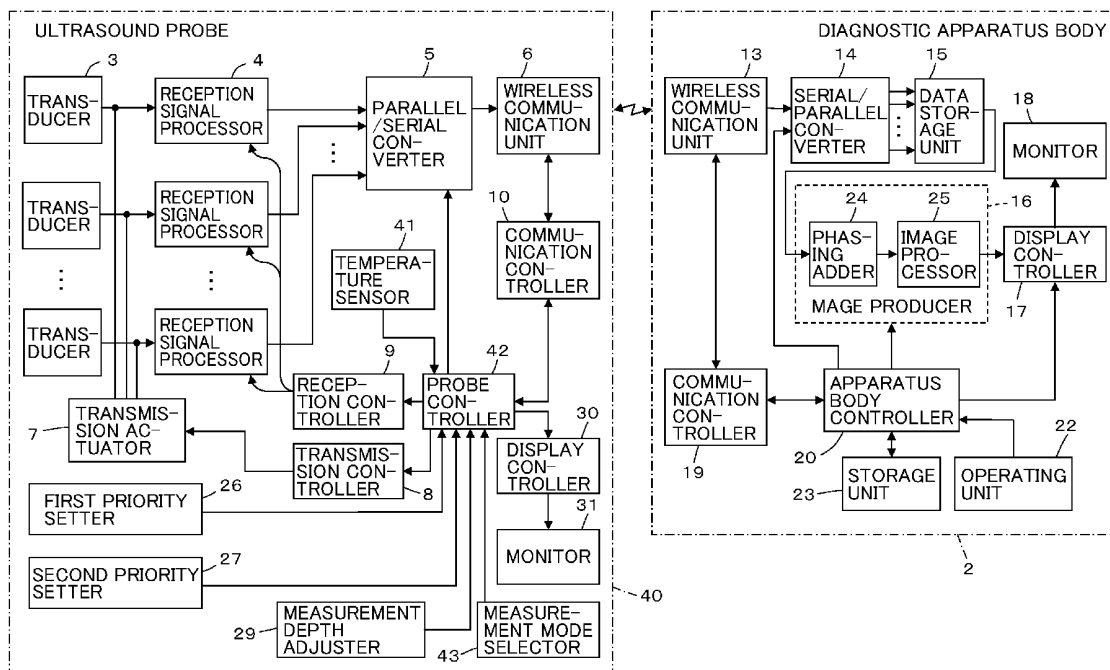 ULTRASOUND PROBE
3
TRANS-
DUCER
4
RECEPTION
SIGNAL
PROCESSOR
5
PARALLEL
/SERIAL
CONVERTER
6
WIRELESS
COMMU-
NICATION
UNIT
TRANS-
DUCER
RECEPTION
SIGNAL
PROCESSOR
TRANS-
DUCER
RECEPTION
SIGNAL
PROCESSOR
41
TEMPERA-
TURE
SENSOR
10
COMMU-
NICATION
CON-
TROLLER
9
RECEP-
TION CON-
TROLLER
42
PROBE
CON-
TROLLER
7
TRANSMIS-
SION AC-
TUATOR
TRANSMIS-
SION CON-
TROLLER
8
30
DISPLAY
CON-
TROLLER
26
FIRST PRIORITY
SETTER
31
MONITOR
27
SECOND PRIORITY
SETTER
29
MEASUREMENT
DEPTH
ADJUSTER
MEASURE-
MENT MODE
SELECTOR
43
40
DIAGNOSTIC APPARATUS BODY
13
WIRELESS
COMMU-
NICATION
UNIT
14
SERIAL/
PARALLEL
CON-
VERTER
15
DATA
STOR-
AGE
UNIT
18
MONITOR
16
24
PHAS-
ING
ADDER
25
IMAGE
PRO-
CESSOR
MAGE PRODUCER
DISPLAY
CON-
TROLLER
17
COMMU-
NICATION
CON-
TROLLER
19
APPARATUS
BODY
CONTROLLER
20
22
STORAGE
UNIT
23
OPERATING
UNIT
2